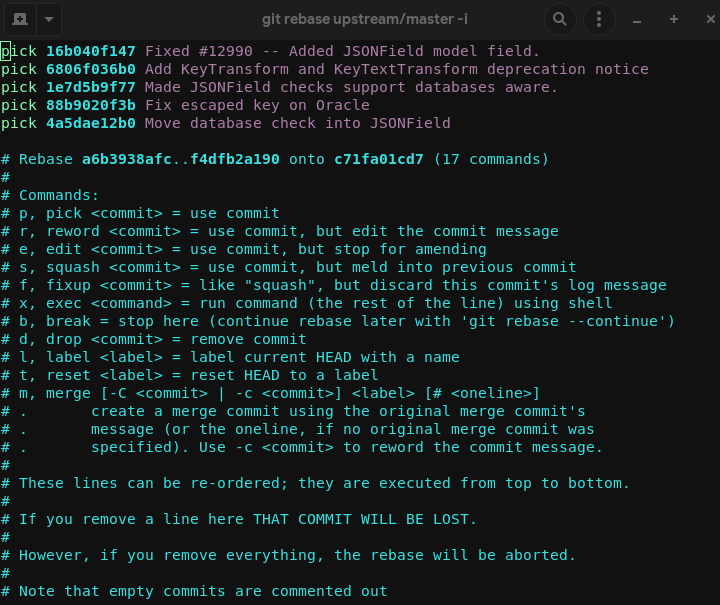 git rebase upstream/master -i
pick 16b040f147 Fixed #12990 -- Added JSONField model field.
pick 6806f036b0 Add KeyTransform and KeyTextTransform deprecation notice
pick 1e7d5b9f77 Made JSONField checks support databases aware.
pick 88b9020f3b Fix escaped key on Oracle
pick 4a5dae12b0 Move database check into JSONField

# Rebase a6b3938afc..f4dfb2a190 onto c71fa01cd7 (17 commands)
#
# Commands:
# p, pick <commit> = use commit
# r, reword <commit> = use commit, but edit the commit message
# e, edit <commit> = use commit, but stop for amending
# s, squash <commit> = use commit, but meld into previous commit
# f, fixup <commit> = like "squash", but discard this commit's log message
# x, exec <command> = run command (the rest of the line) using shell
# b, break = stop here (continue rebase later with 'git rebase --continue')
# d, drop <commit> = remove commit
# l, label <label> = label current HEAD with a name
# t, reset <label> = reset HEAD to a label
# m, merge [-C <commit> | -c <commit>] <label> [# <oneline>]
# .       create a merge commit using the original merge commit's
# .       message (or the oneline, if no original merge commit was
# .       specified). Use -c <commit> to reword the commit message.
#
# These lines can be re-ordered; they are executed from top to bottom.
#
# If you remove a line here THAT COMMIT WILL BE LOST.
#
# However, if you remove everything, the rebase will be aborted.
#
# Note that empty commits are commented out